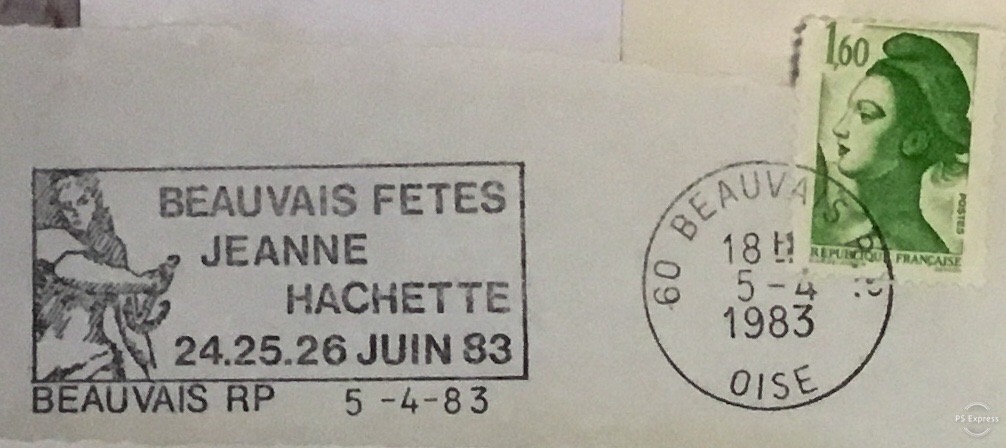 BEAUVAIS FETES
JEANNE
HACHETTE
24.25.26 JUIN 83
BEAUVAIS RP 5-4-83
60 BEAUVAIS R.P.
18 H
5-4
1983
OISE
1,60
POSTES
REPUBLIQUE FRANÇAISE
PS Express